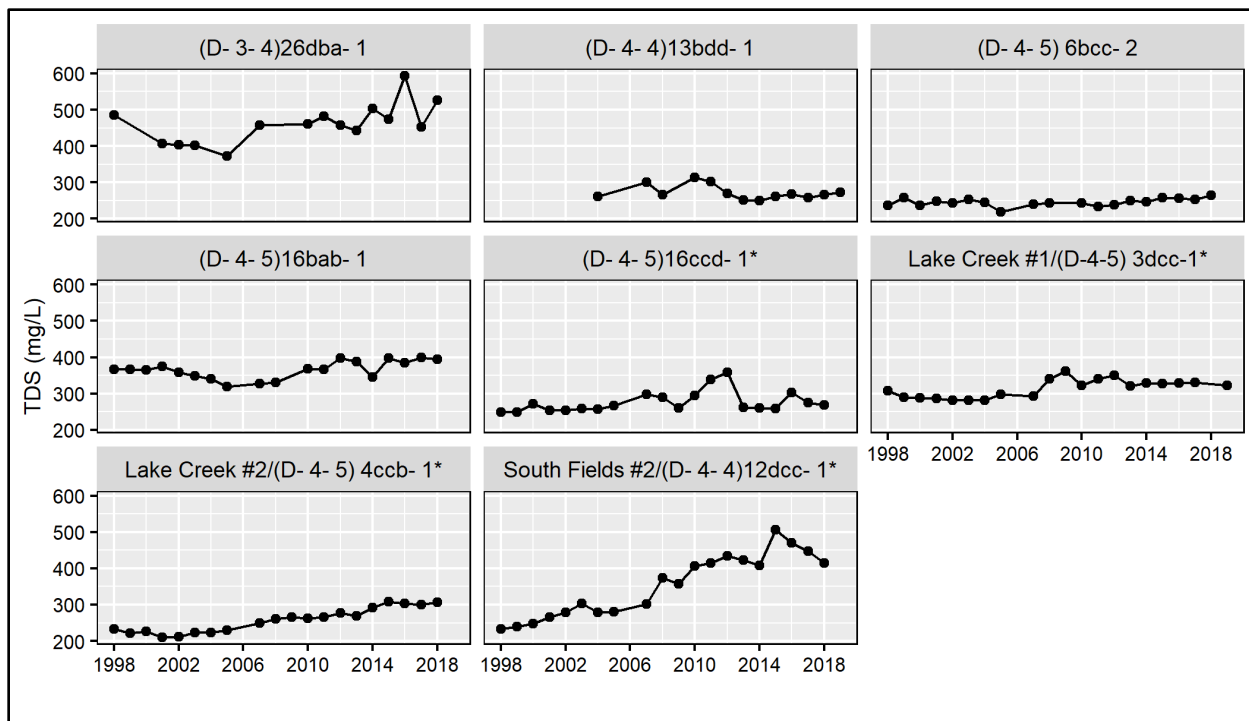 (D- 3- 4)26dba- 1
(D- 4- 4)13bdd- 1
(D- 4- 5) 6bcc- 2
600
500
400
300
200
(D- 4- 5)16bab- 1
(D- 4- 5)16ccd- 1*
Lake Creek #1/(D-4-5) 3dcc-1*
TDS (mg/L)
600
500
400
300
200
1998 2002 2006 2010 2014 2018
Lake Creek #2/(D- 4- 5) 4ccb- 1*
South Fields #2/(D- 4- 4)12dcc- 1*
600
500
400
300
200
1998 2002 2006 2010 2014 2018
1998 2002 2006 2010 2014 2018